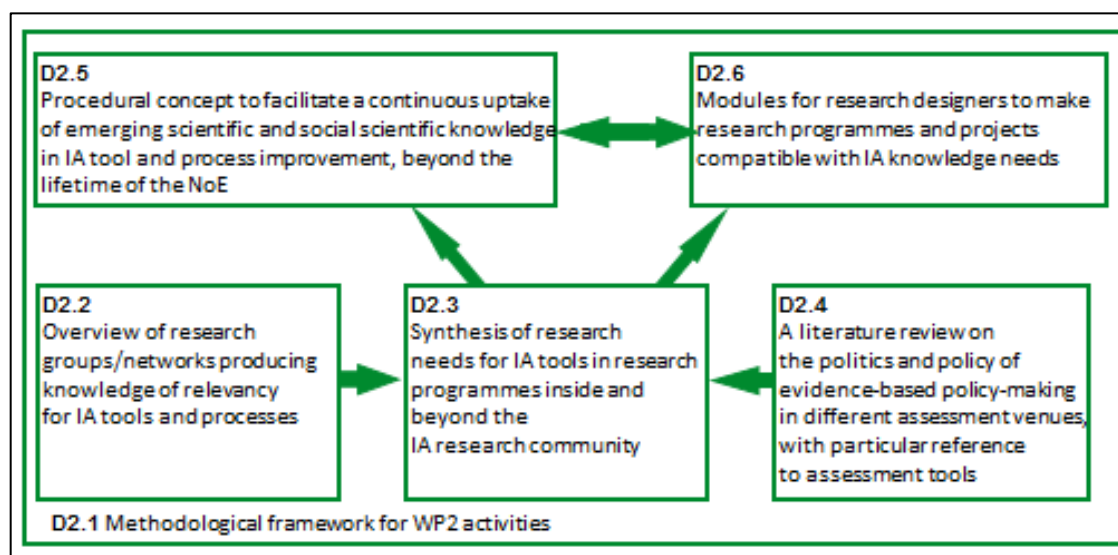 D2.5
Procedural concept to facilitate a continuous uptake
of emerging scientific and social scientific knowledge
in IA tool and process improvement, beyond the
lifetime of the NoE
D2.6
Modules for research designers to make
research programmes and projects
compatible with IA knowledge needs
D2.2
Overview of research
groups/networks producing
knowledge of relevancy
for IA tools and processes
D2.3
Synthesis of research
needs for IA tools in research
programmes inside and
beyond the
IA research community
D2.4
A literature review on
the politics and policy of
evidence-based policy-making
in different assessment venues,
with particular reference
to assessment tools
D2.1 Methodological framework for WP2 activities